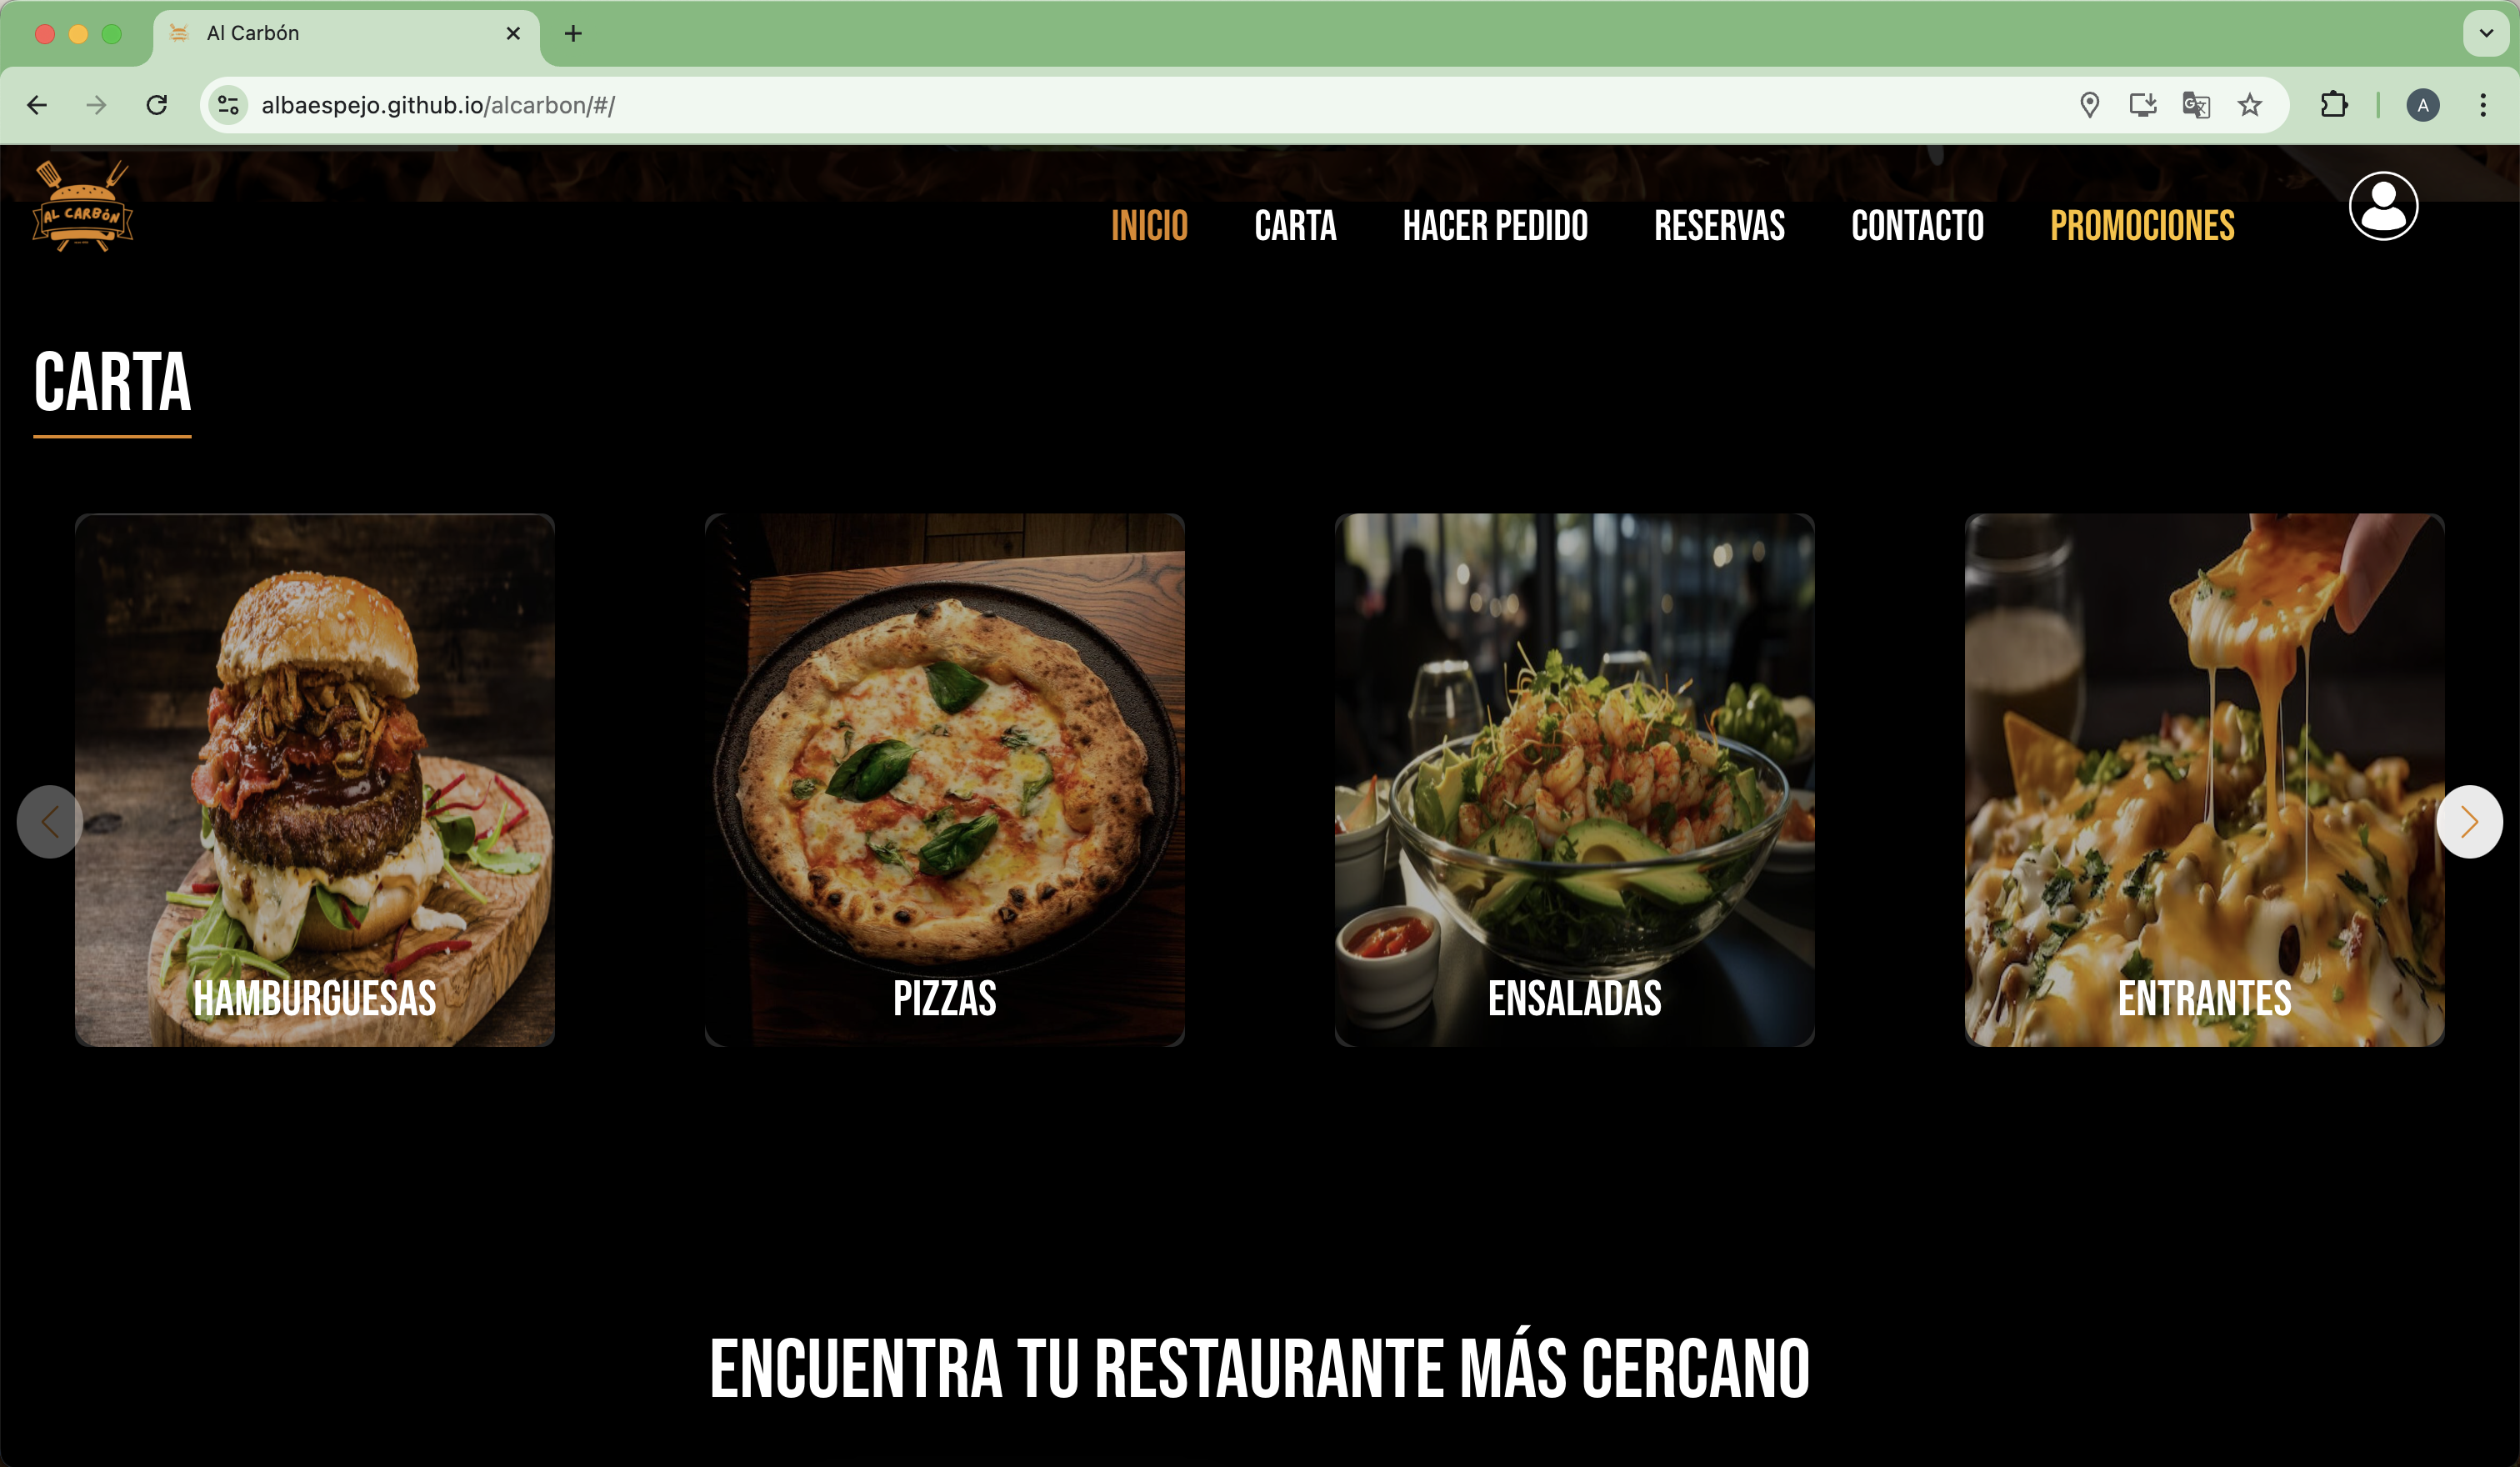 Al Carbón
albaespejo.github.io/alcarbon/#/
A
AL CARBÓN
INICIO CARTA HACER PEDIDO RESERVAS CONTACTO PROMOCIONES
CARTA
HAMBURGUESAS PIZZAS ENSALADAS ENTRANTES
ENCUENTRA TU RESTAURANTE MÁS CERCANO